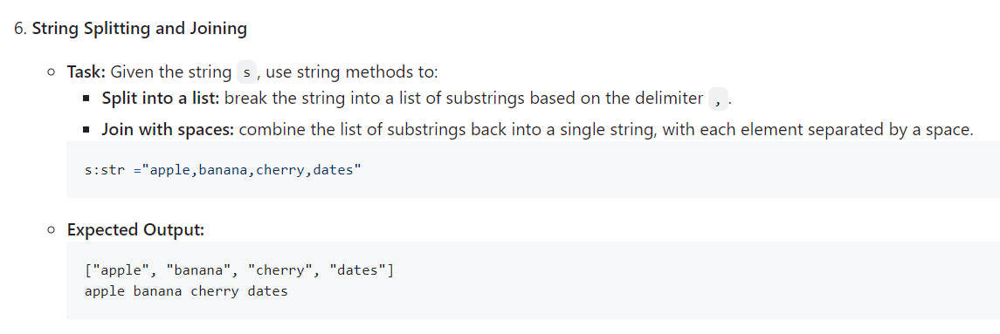 6. String Splitting and Joining
Task: Given the string s, use string methods to:
Split into a list: break the string into a list of substrings based on the delimiter ,.
Join with spaces: combine the list of substrings back into a single string, with each element separated by a space.
s:str ="apple,banana,cherry,dates"
Expected Output:
["apple", "banana", "cherry", "dates"]
apple banana cherry dates